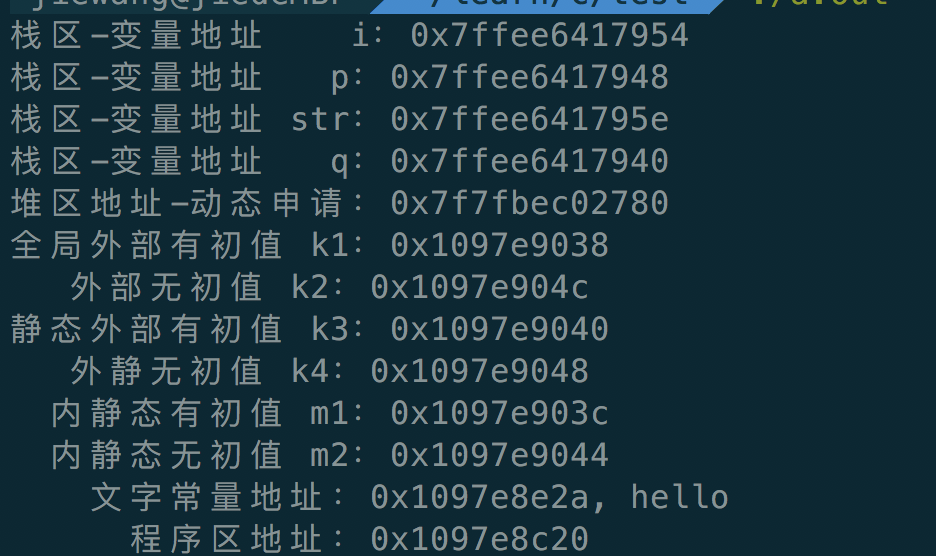 栈区-变量地址    i: 0x7ffee6417954
栈区-变量地址    p: 0x7ffee6417948
栈区-变量地址  str: 0x7ffee641795e
栈区-变量地址    q: 0x7ffee6417940
堆区地址-动态申请: 0x7f7fbec02780
全局外部有初值 k1: 0x1097e9038
外部无初值 k2: 0x1097e904c
静态外部有初值 k3: 0x1097e9040
外静无初值 k4: 0x1097e9048
内静态有初值 m1: 0x1097e903c
内静态无初值 m2: 0x1097e9044
文字常量地址: 0x1097e8e2a, hello
程序区地址: 0x1097e8c20